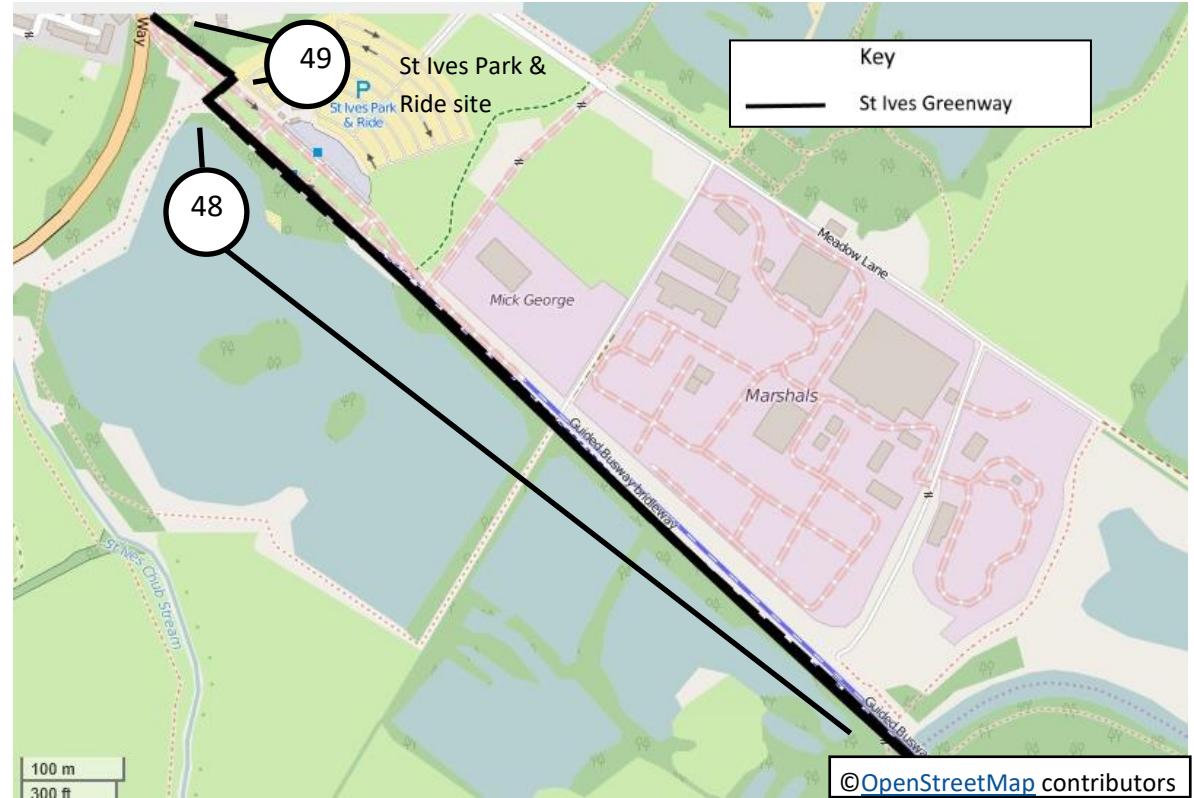 Way
49
St Ives Park &
Ride site
P
St Ives Park
& Ride
Key
St Ives Greenway
48
Meadow Lane
Mick George
Marshals
Guided Busway bridleway
St Ives Chub Stream
Guided Busway
100 m
300 ft
©OpenStreetMap contributors